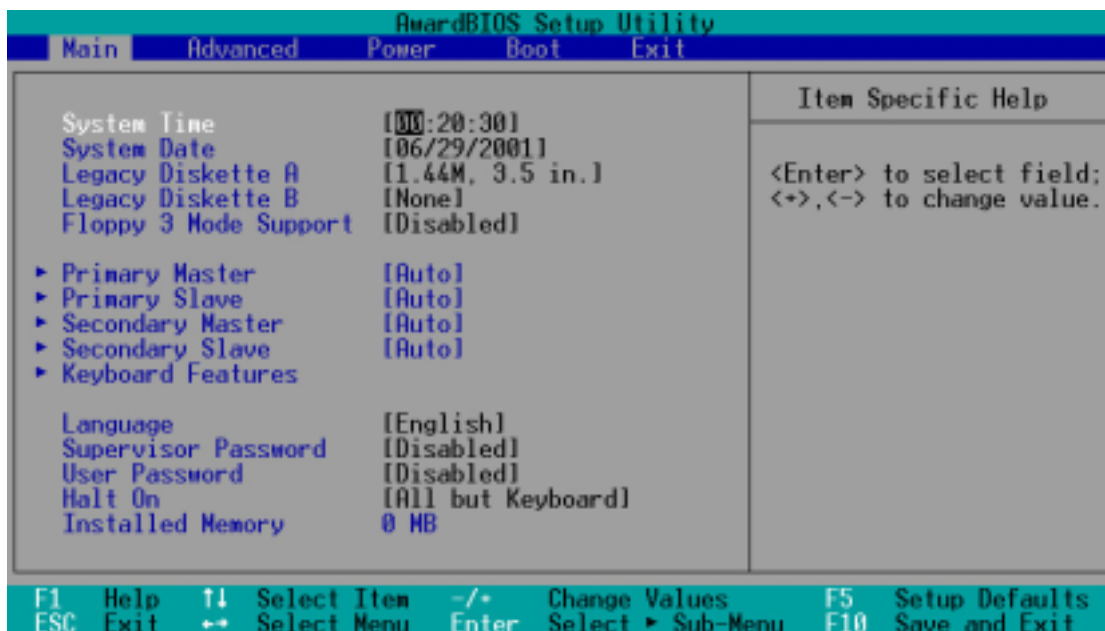 AwardBIOS Setup Utility
Main Advanced Power Boot Exit
Item Specific Help
System Time [00:20:30]
System Date [06/29/2001]
Legacy Diskette A [1.44M, 3.5 in.]
Legacy Diskette B [None]
Floppy 3 Mode Support [Disabled]
▶ Primary Master [Auto]
▶ Primary Slave [Auto]
▶ Secondary Master [Auto]
▶ Secondary Slave [Auto]
▶ Keyboard Features
Language [English]
Supervisor Password [Disabled]
User Password [Disabled]
Halt On [All but Keyboard]
Installed Memory 0 MB
<Enter> to select field;
<+>,<-> to change value.
F1 Help ↑↓ Select Item -/+ Change Values F5 Setup Defaults
ESC Exit ←→ Select Menu Enter Select ▶ Sub-Menu F10 Save and Exit